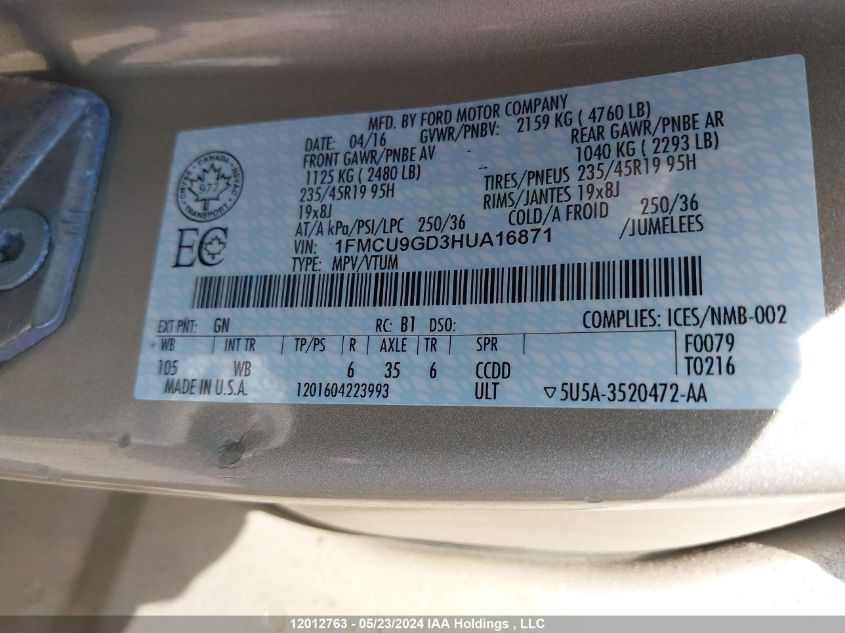 MFD. BY FORD MOTOR COMPANY
DATE: 04/16 GVWR/PNBV: 2159 KG ( 4760 LB)
FRONT GAWR/PNBE AV REAR GAWR/PNBE AR
1125 KG ( 2480 LB) -- 1040 KG ( 2293 LB)
235/45R19 95H TIRES/PNEUS 235/45R19 95H
19x8J RIMS/JANTES 19x8J
AT/A kPa/PSI/LPC 250/36 COLD/A FROID 250/36
VIN: 1FMCU9GD3HUA16871 /JUMELEES
TYPE: MPV/VTUM
CANADA
977
TRANSPORT
EC
EXT PNT: GN RC: B1 DSO: COMPLIES: ICES/NMB-002
WB INT TR TP/PS R AXLE TR SPR F0079
105 WB 6 35 6 CCDD T0216
MADE IN U.S.A. 1201604223993 ULT ▽ 5U5A-3520472-AA
12012763 - 05/23/2024 IAA Holdings , LLC